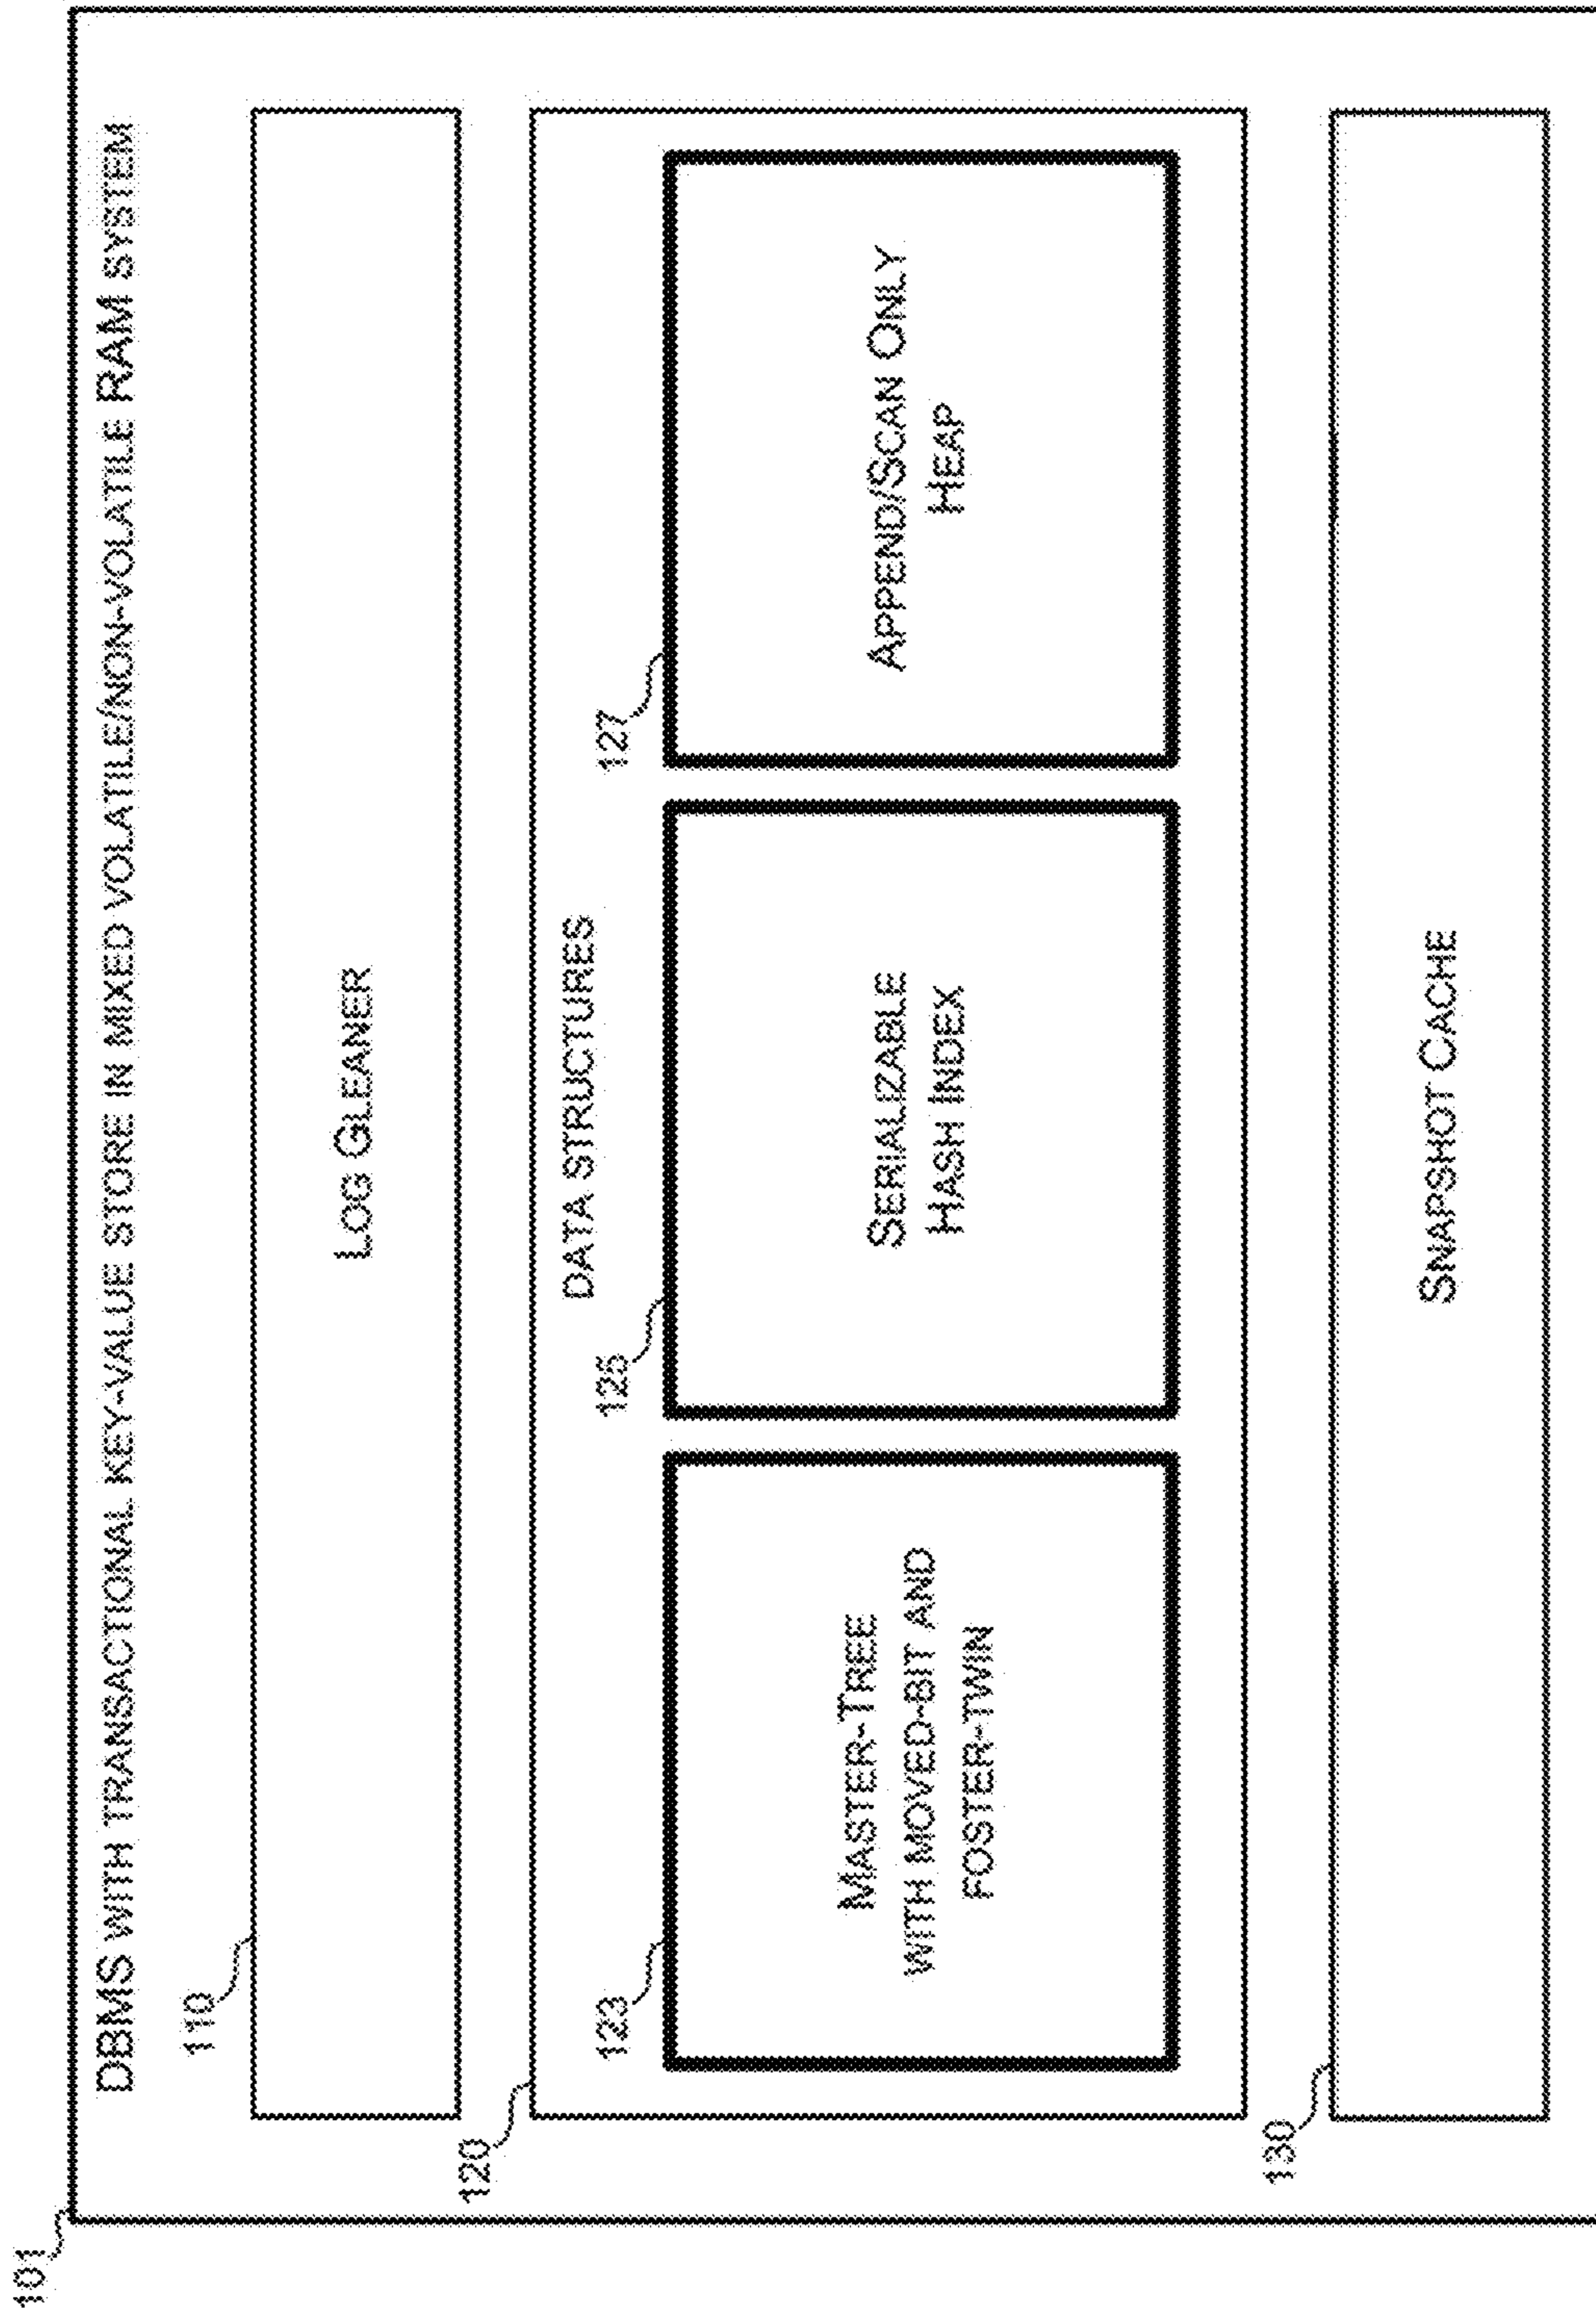 101
DBMS WITH TRANSACTIONAL KEY-VALUE STORE IN MIXED VOLATILE/NON-VOLATILE RAM SYSTEM
110
LOG GLEANER
120
DATA STRUCTURES
123
MASTER-TREE
WITH MOVED-BIT AND
FOSTER-TWIN
125
SERIALIZABLE
HASH INDEX
127
APPEND/SCAN ONLY
HEAP
130
SNAPSHOT CACHE